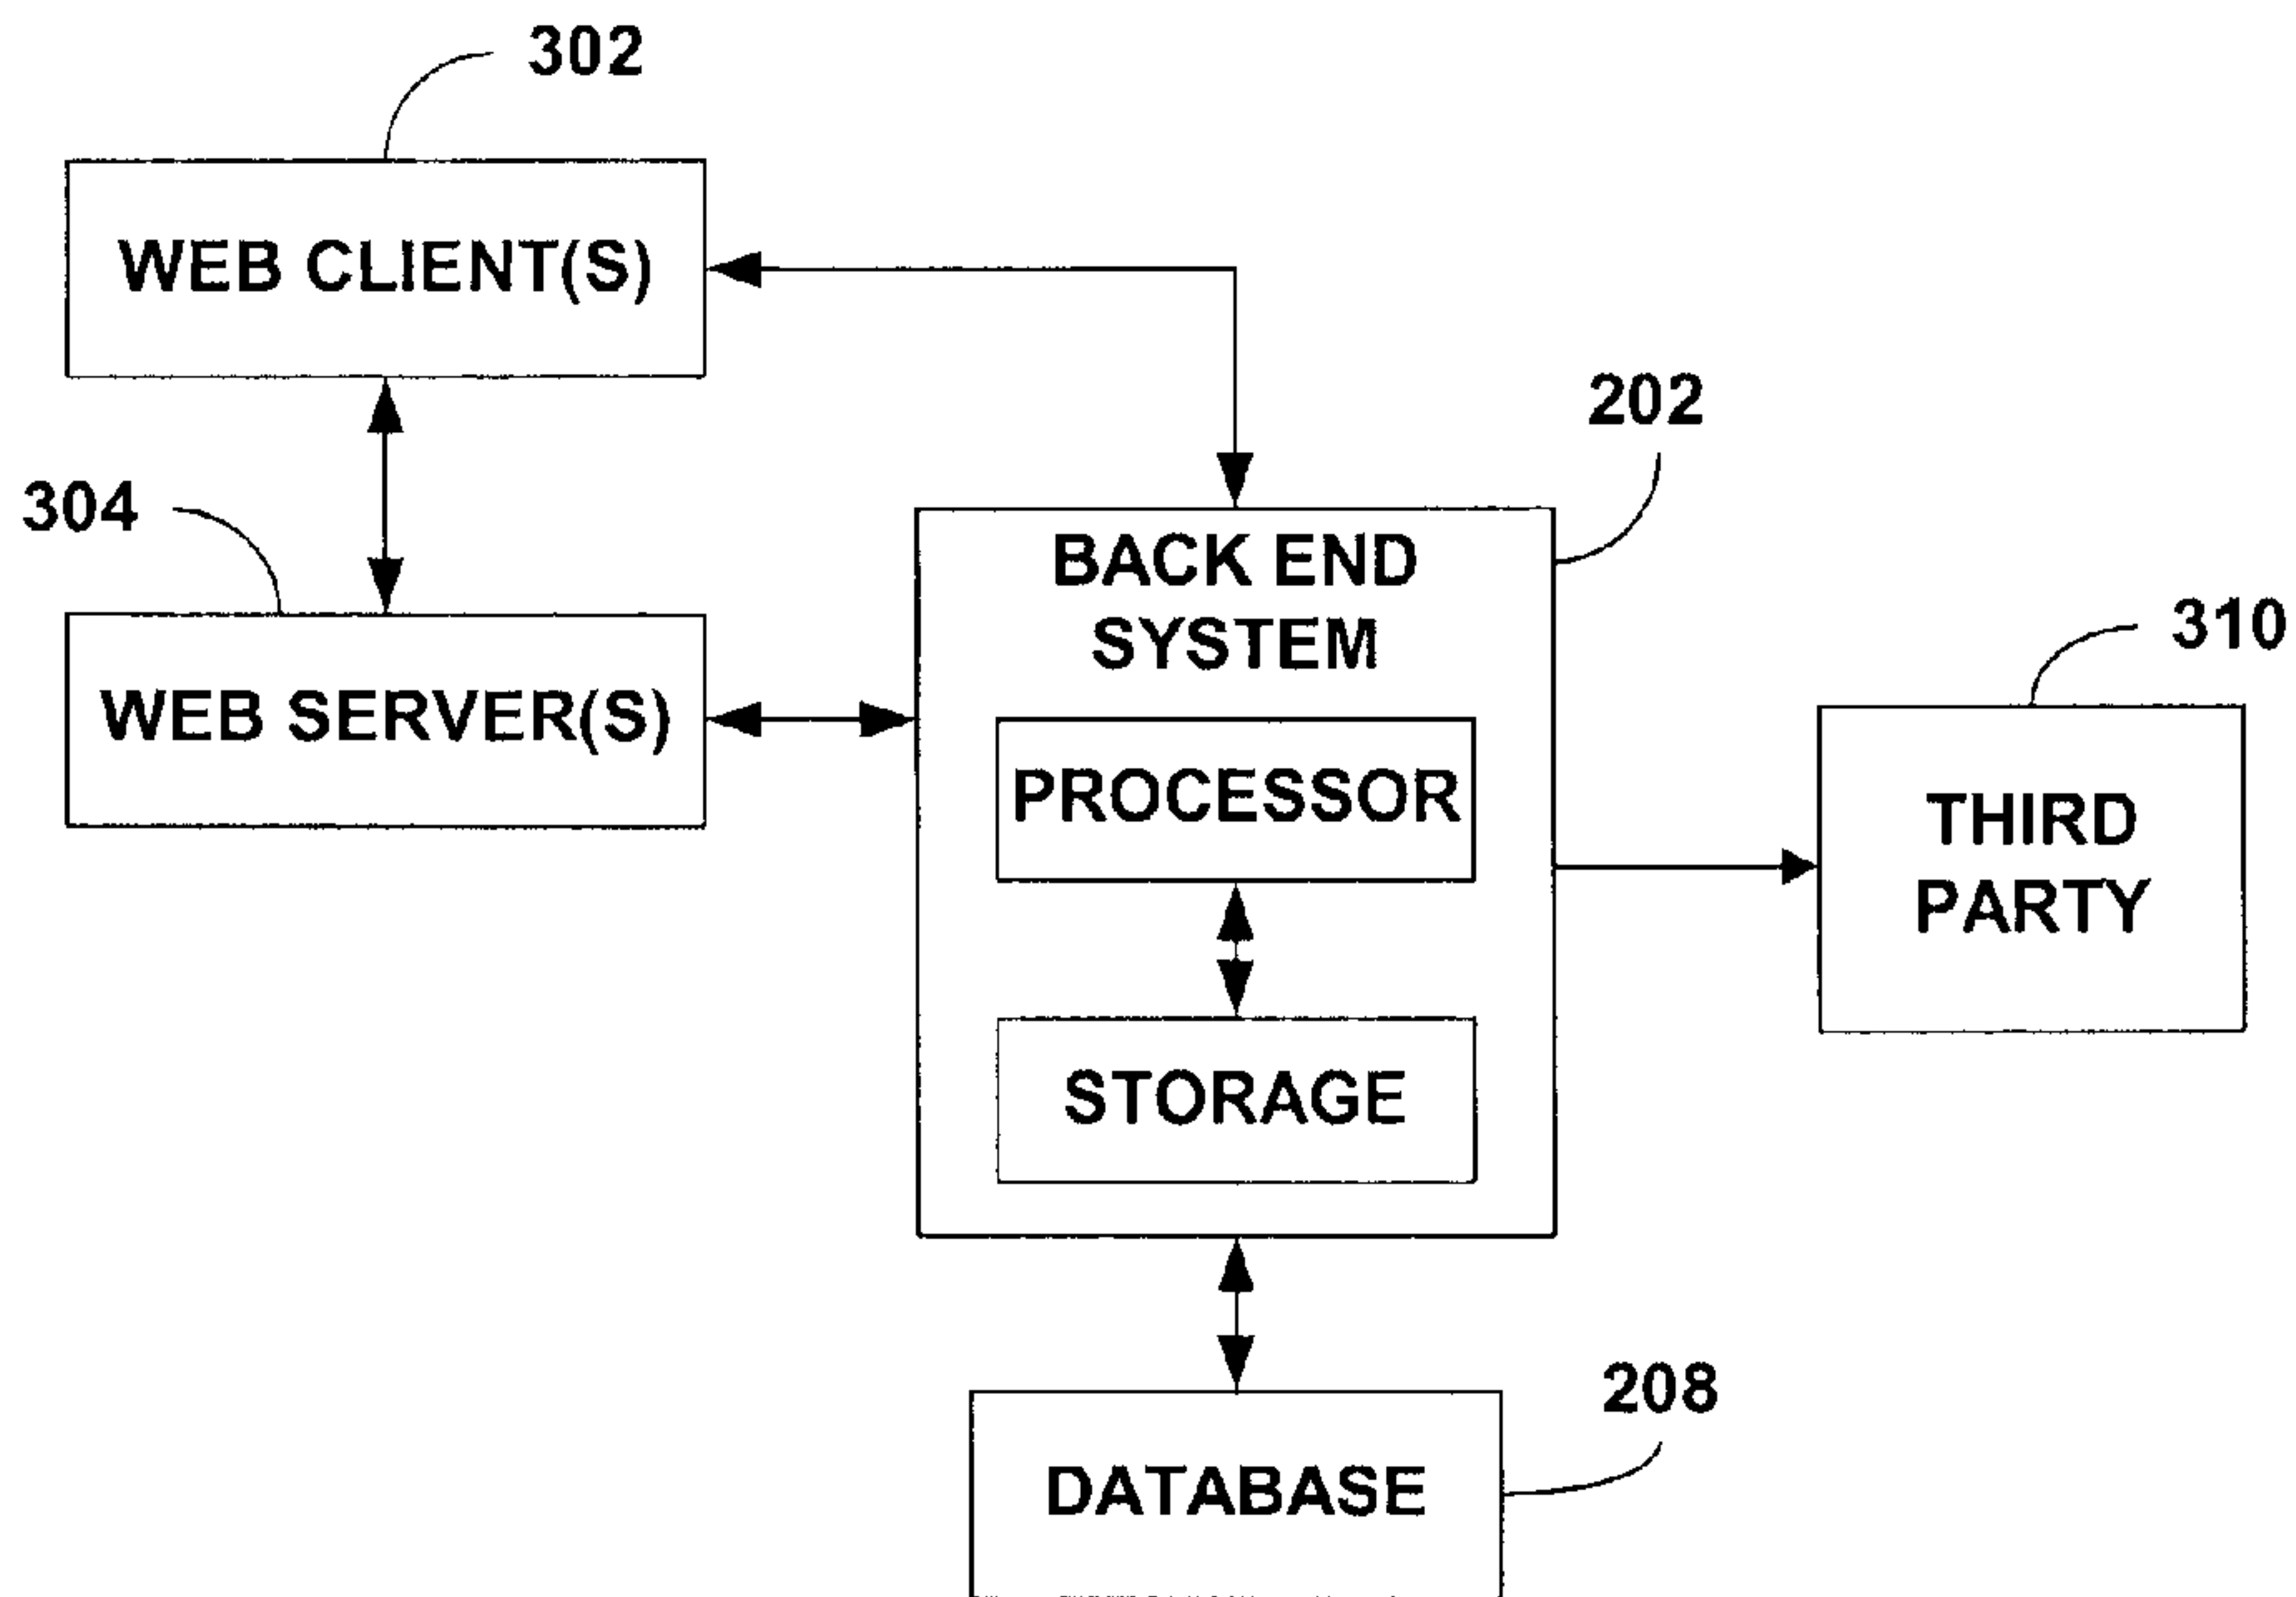 302
WEB CLIENT(S)
202
304
BACK END
SYSTEM
310
WEB SERVER(S)
PROCESSOR
THIRD
PARTY
STORAGE
208
DATABASE